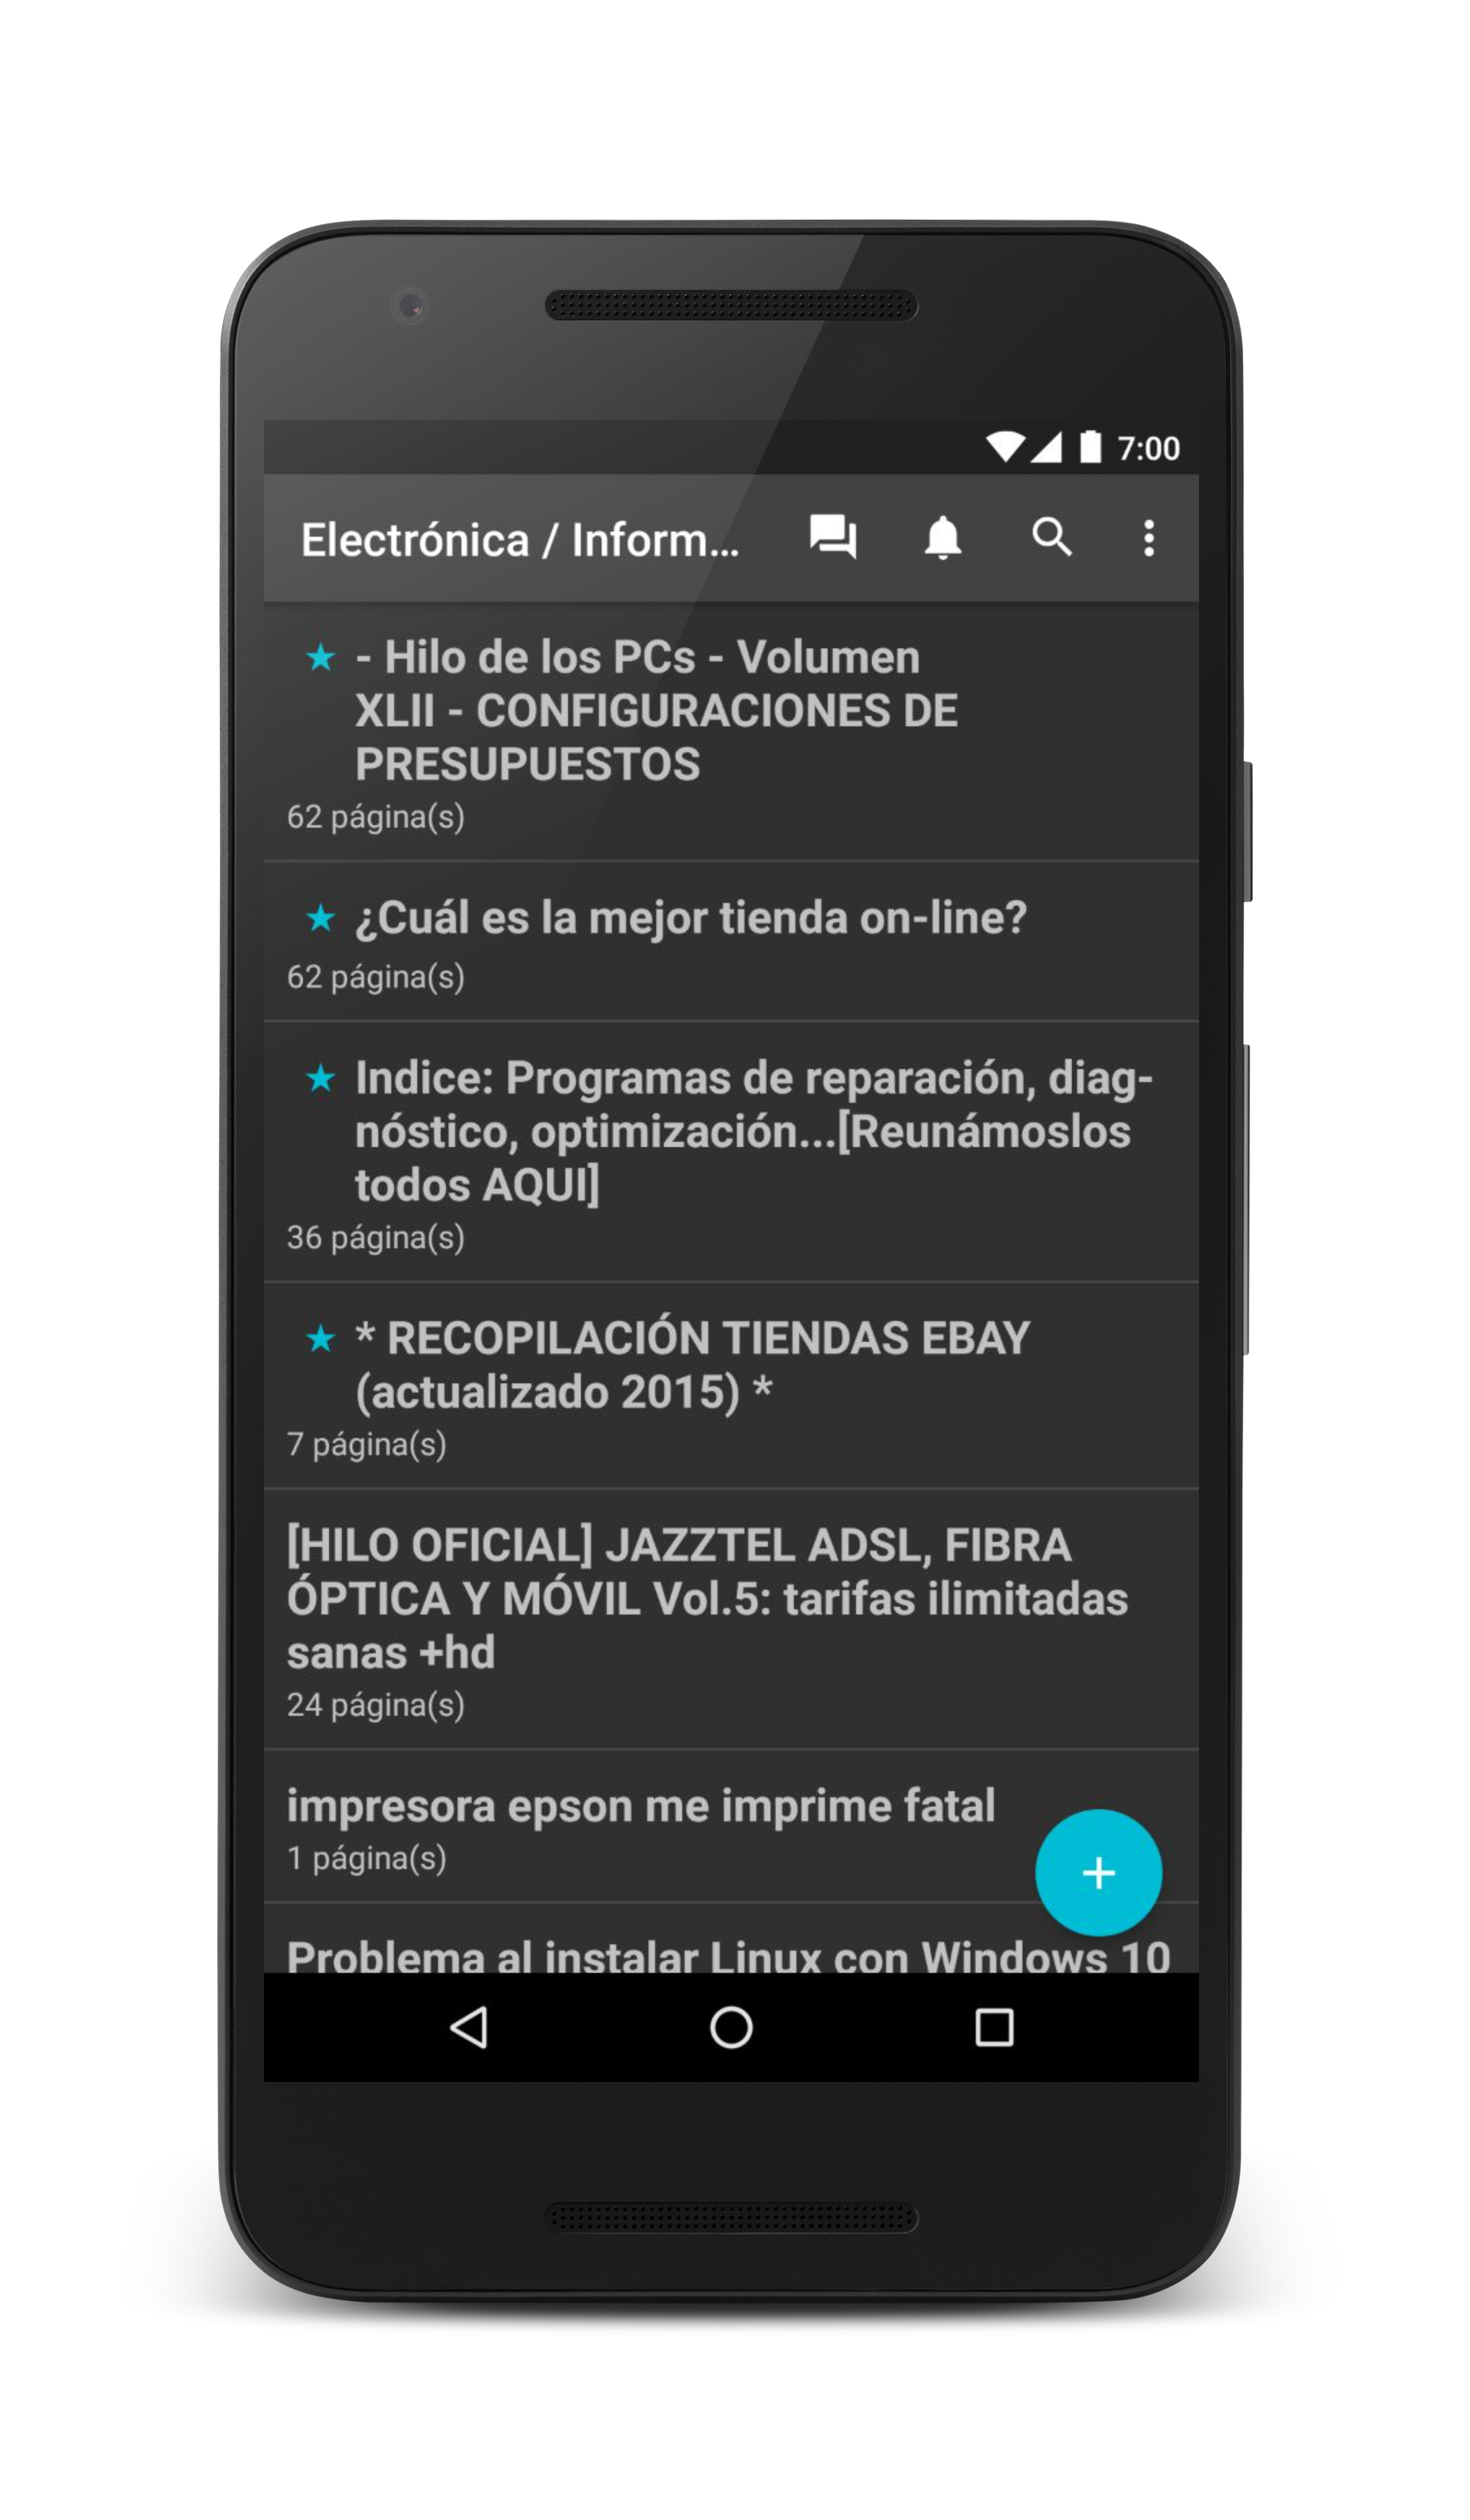 7:00
Electrónica / Inform...
- Hilo de los PCs - Volumen
XLII - CONFIGURACIONES DE
PRESUPUESTOS
62 página(s)
¿Cuál es la mejor tienda on-line?
62 página(s)
Indice: Programas de reparación, diag-
nóstico, optimización...[Reunámoslos
todos AQUI]
36 página(s)
* RECOPILACIÓN TIENDAS EBAY
(actualizado 2015) *
7 página(s)
[HILO OFICIAL] JAZZTEL ADSL, FIBRA
ÓPTICA Y MÓVIL Vol.5: tarifas ilimitadas
sanas +hd
24 página(s)
impresora epson me imprime fatal
1 página(s)
Problema al instalar Linux con Windows 10